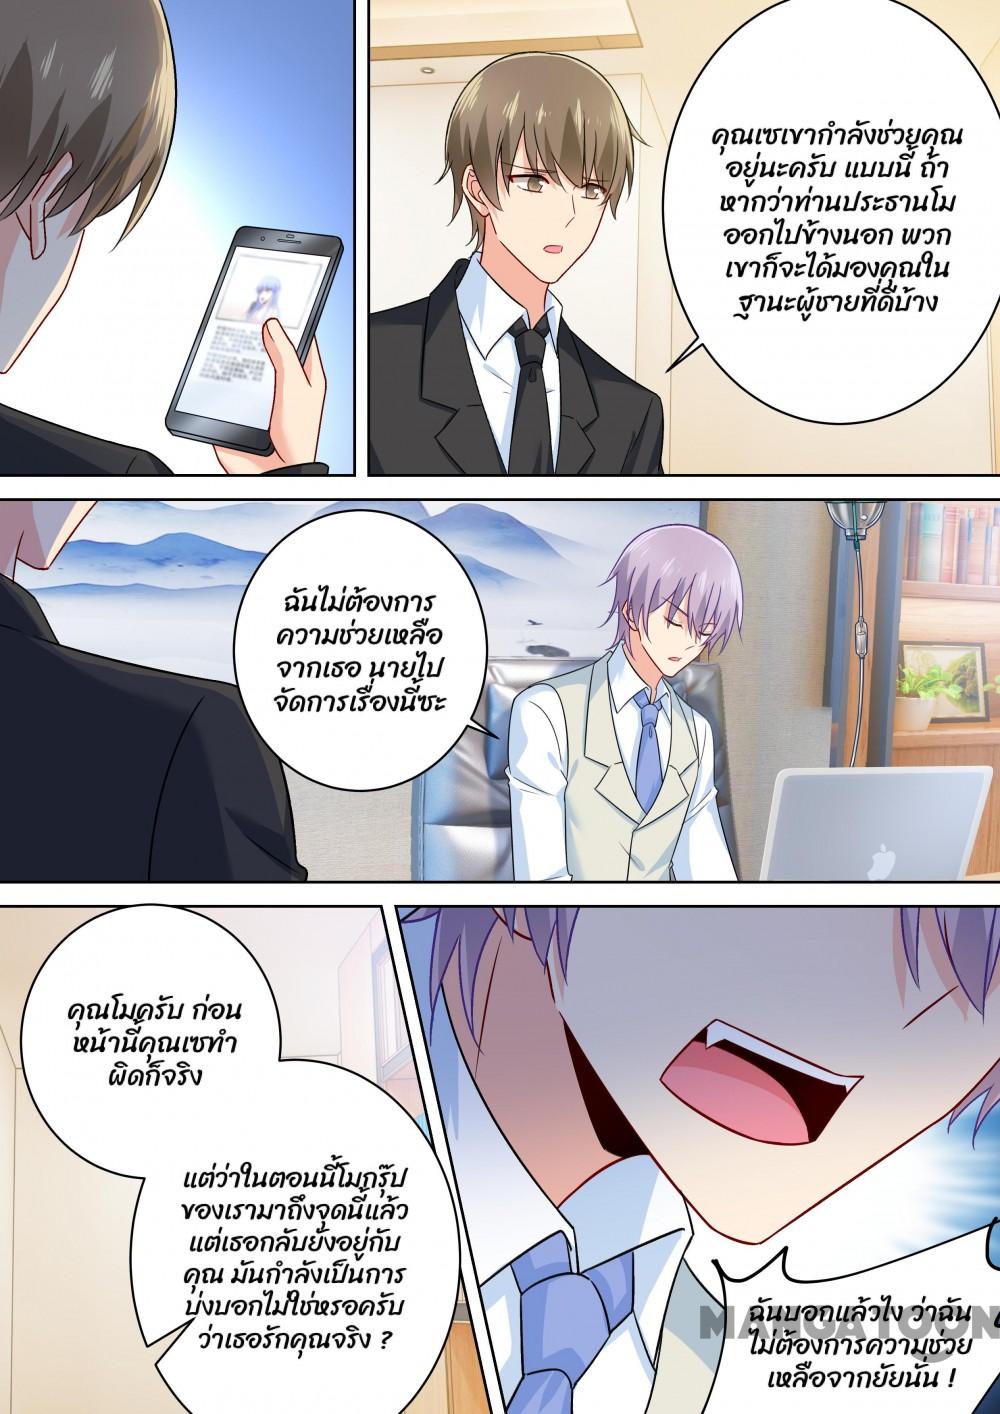 คุณเซเขากำลังช่วยคุณ
อยู่นะครับ แบบนี้ ถ้า
หากว่าท่านประธานโม
ออกไปข้างนอก พวก
เขาก็จะได้มองคุณใน
ฐานะผู้ชายที่ดีบ้าง
ฉันไม่ต้องการ
ความช่วยเหลือ
จากเธอ นายไป
จัดการเรื่องนี้ซะ
คุณโมครับ ก่อน
หน้านี้คุณเซทำ
ผิดก็จริง
แต่ว่าในตอนนี้โมกรุ๊ป
ของเรามาถึงจุดนี้แล้ว
แต่เธอกลับยังอยู่กับ
คุณ มันกำลังเป็นการ
บ่งบอกไม่ใช่หรอครับ
ว่าเธอรักคุณจริง ?
ฉันบอกแล้วไง ว่าฉัน
ไม่ต้องการความช่วย
เหลือจากยัยนั่น !
MANGATOON